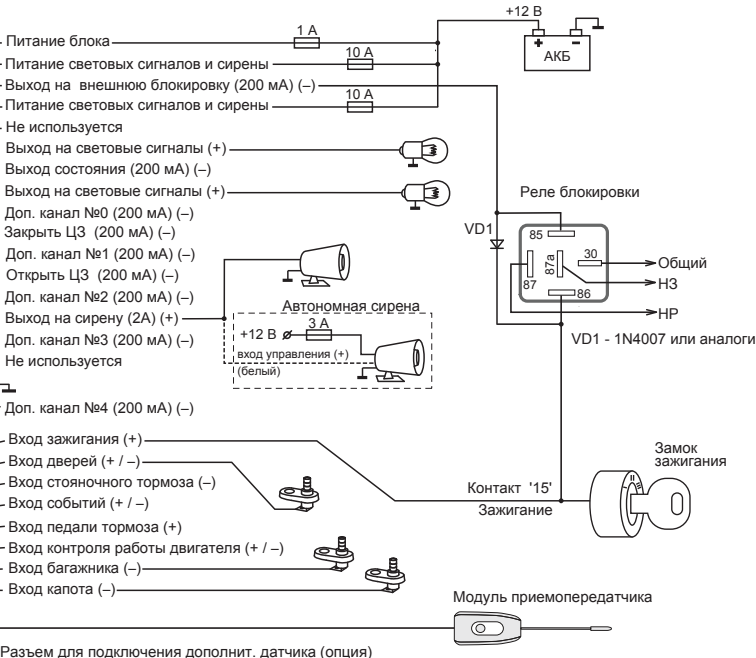 +12 В
Питание блока
1 А
Питание световых сигналов и сирены
10 А
+ –
АКБ
Выход на внешнюю блокировку (200 мА) (–)
Питание световых сигналов и сирены
10 А
Не используется
Выход на световые сигналы (+)
Выход состояния (200 мА) (–)
Выход на световые сигналы (+)
Доп. канал №0 (200 мА) (–)
Закрыть ЦЗ (200 мА) (–)
Доп. канал №1 (200 мА) (–)
Открыть ЦЗ (200 мА) (–)
Доп. канал №2 (200 мА) (–)
Выход на сирену (2А) (+)
Доп. канал №3 (200 мА) (–)
Не используется
Доп. канал №4 (200 мА) (–)
Автономная сирена
+12 В
3 А
вход управления (+)
(белый)
Реле блокировки
VD1
85
87a
30
87
86
Общий
НЗ
НР
VD1 - 1N4007 или аналоги
Вход зажигания (+)
Вход дверей (+ / –)
Вход стояночного тормоза (–)
Вход событий (+ / –)
Вход педали тормоза (+)
Вход контроля работы двигателя (+ / –)
Вход багажника (–)
Вход капота (–)
Контакт '15'
Зажигание
Замок
зажигания
I II III
Модуль приемопередатчика
Разъем для подключения дополнит. датчика (опция)